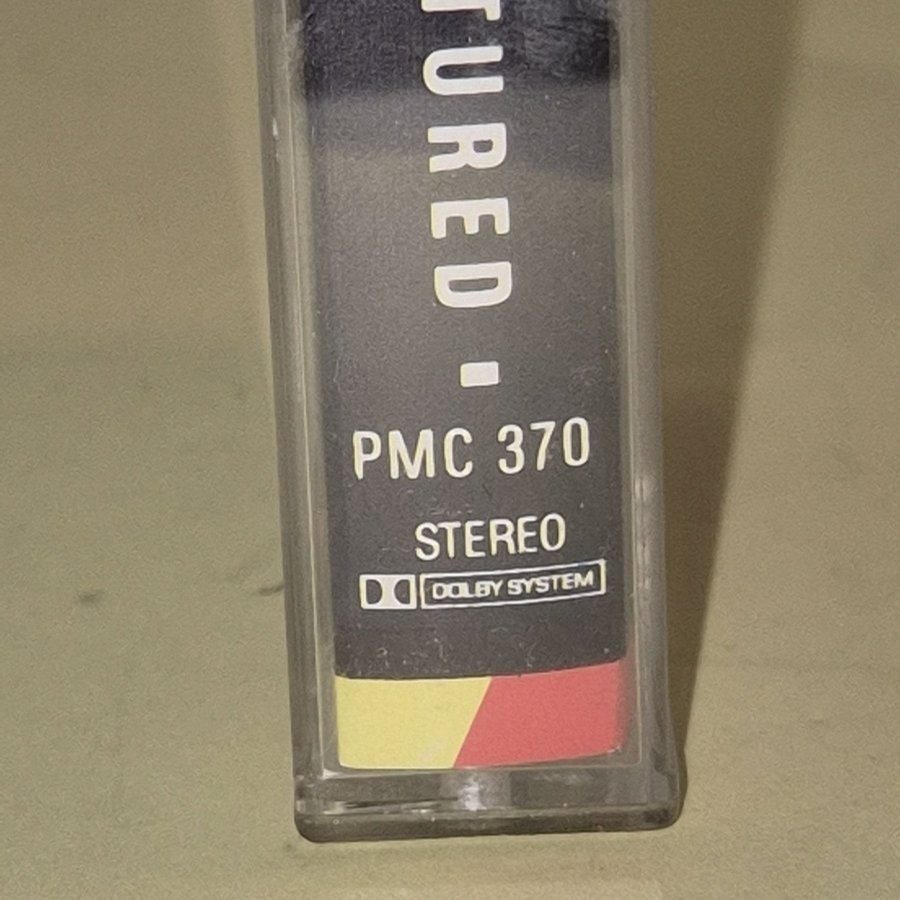 TURED
PMC 370
STEREO
DOLBY SYSTEM